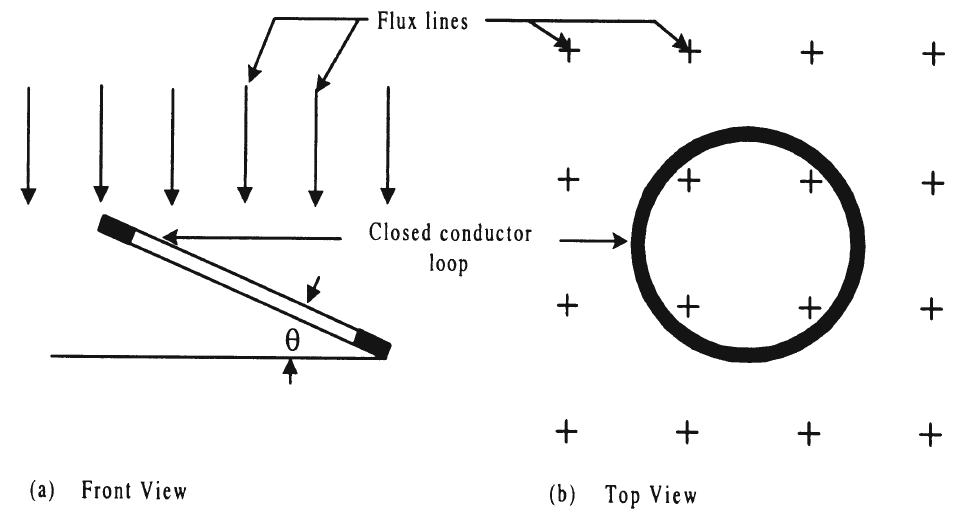 Flux lines
Closed conductor
loop
θ
(a) Front View
(b) Top View